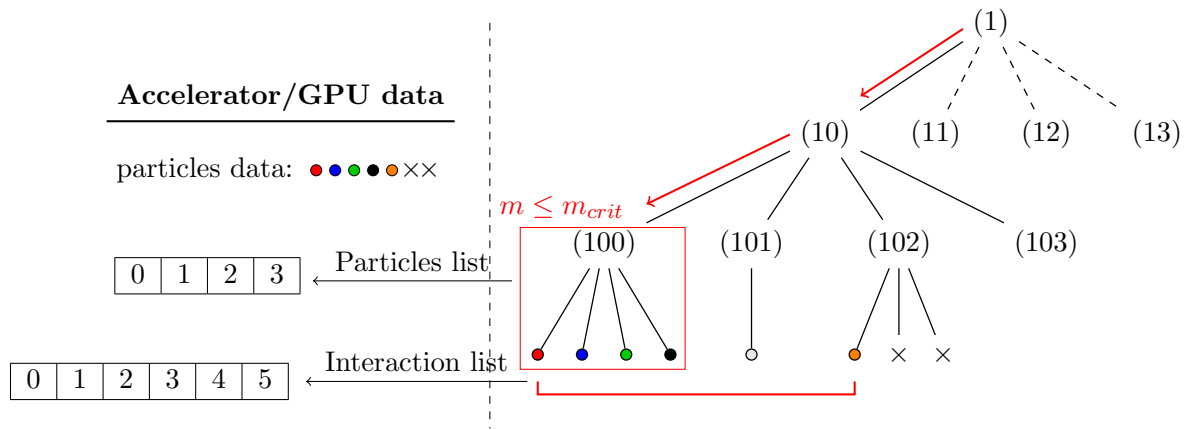 (1)
Accelerator/GPU data
(10) (11) (12) (13)
particles data: ××
m ≤ m_crit
(100) (101) (102) (103)
Particles list
0 1 2 3
Interaction list
× ×
0 1 2 3 4 5